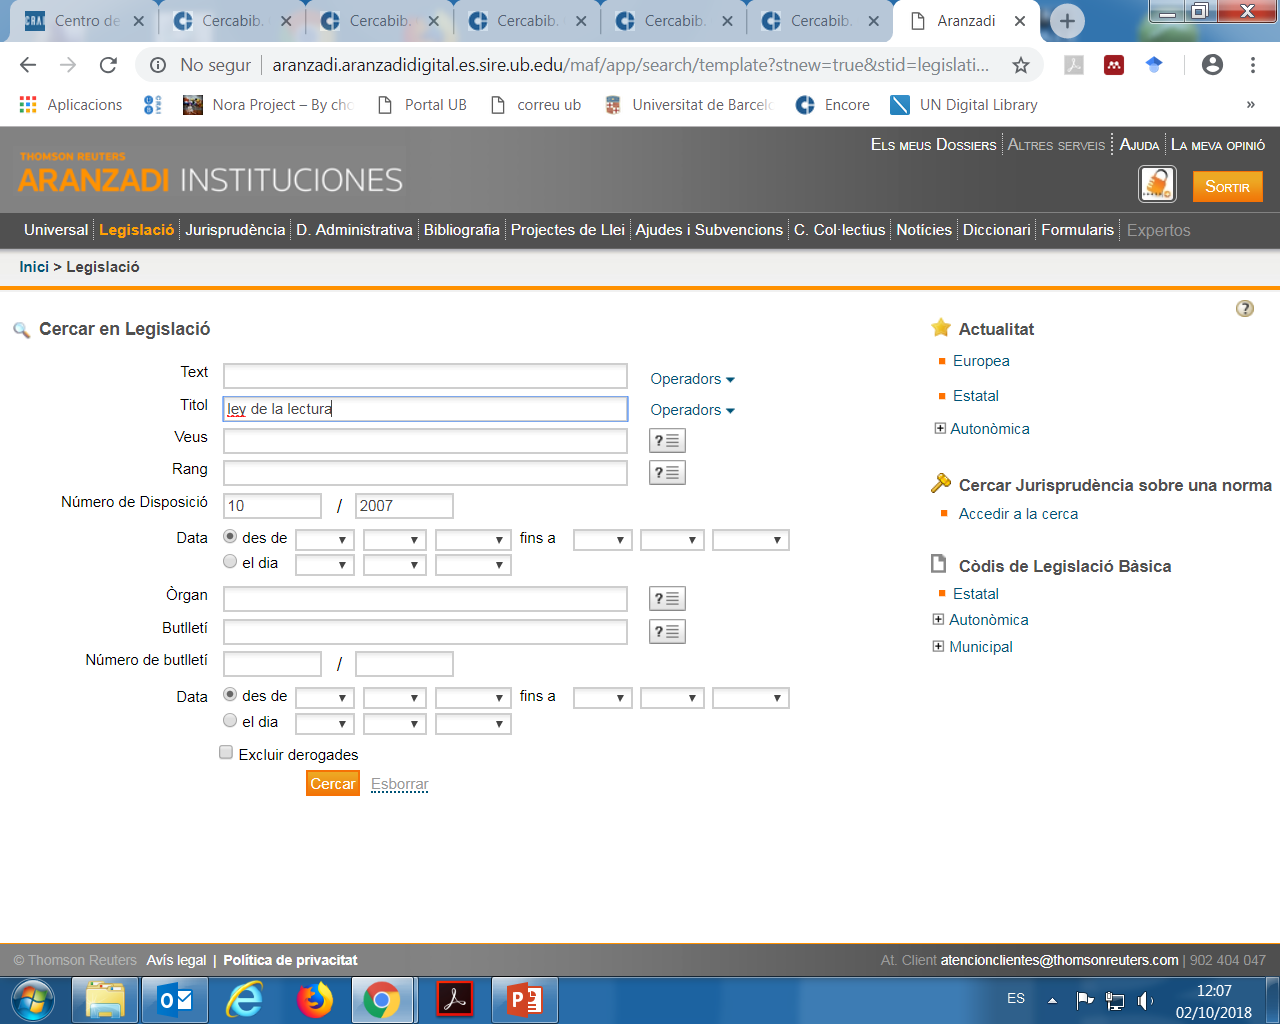 CRAI Centro de
Cercabib.
Cercabib.
Cercabib.
Cercabib.
Cercabib.
Aranzadi
No segur
aranzadi.aranzadidigital.es.sire.ub.edu/maf/app/search/template?stnew=true&stid=legislati...
Aplicacions
Nora Project – By cho
Portal UB
correu ub
Universitat de Barcel
Encore
UN Digital Library
»
ELS MEUS DOSSIERS
ALTRES SERVEIS
AJUDA
LA MEVA OPINIÓ
THOMSON REUTERS
ARANZADI INSTITUCIONES
SORTIR
Universal Legislació Jurisprudència D. Administrativa Bibliografia Projectes de Llei Ajudes i Subvencions C. Col·lectius Notícies Diccionari Formularis Expertos
Inici > Legislació
Cercar en Legislació
Text
Operadors
Titol
ley de la lectura
Operadors
Veus
Rang
Número de Disposició
10 / 2007
Data
des de
fins a
el dia
Òrgan
Butlletí
Número de butlletí
/
Data
des de
fins a
el dia
Excluir derogades
Cercar
Esborrar
Actualitat
Europea
Estatal
Autonòmica
Cercar Jurisprudència sobre una norma
Accedir a la cerca
Còdis de Legislació Bàsica
Estatal
Autonòmica
Municipal
© Thomson Reuters Avís legal | Política de privacitat
At. Client atencionclientes@thomsonreuters.com | 902 404 047
ES
12:07
02/10/2018